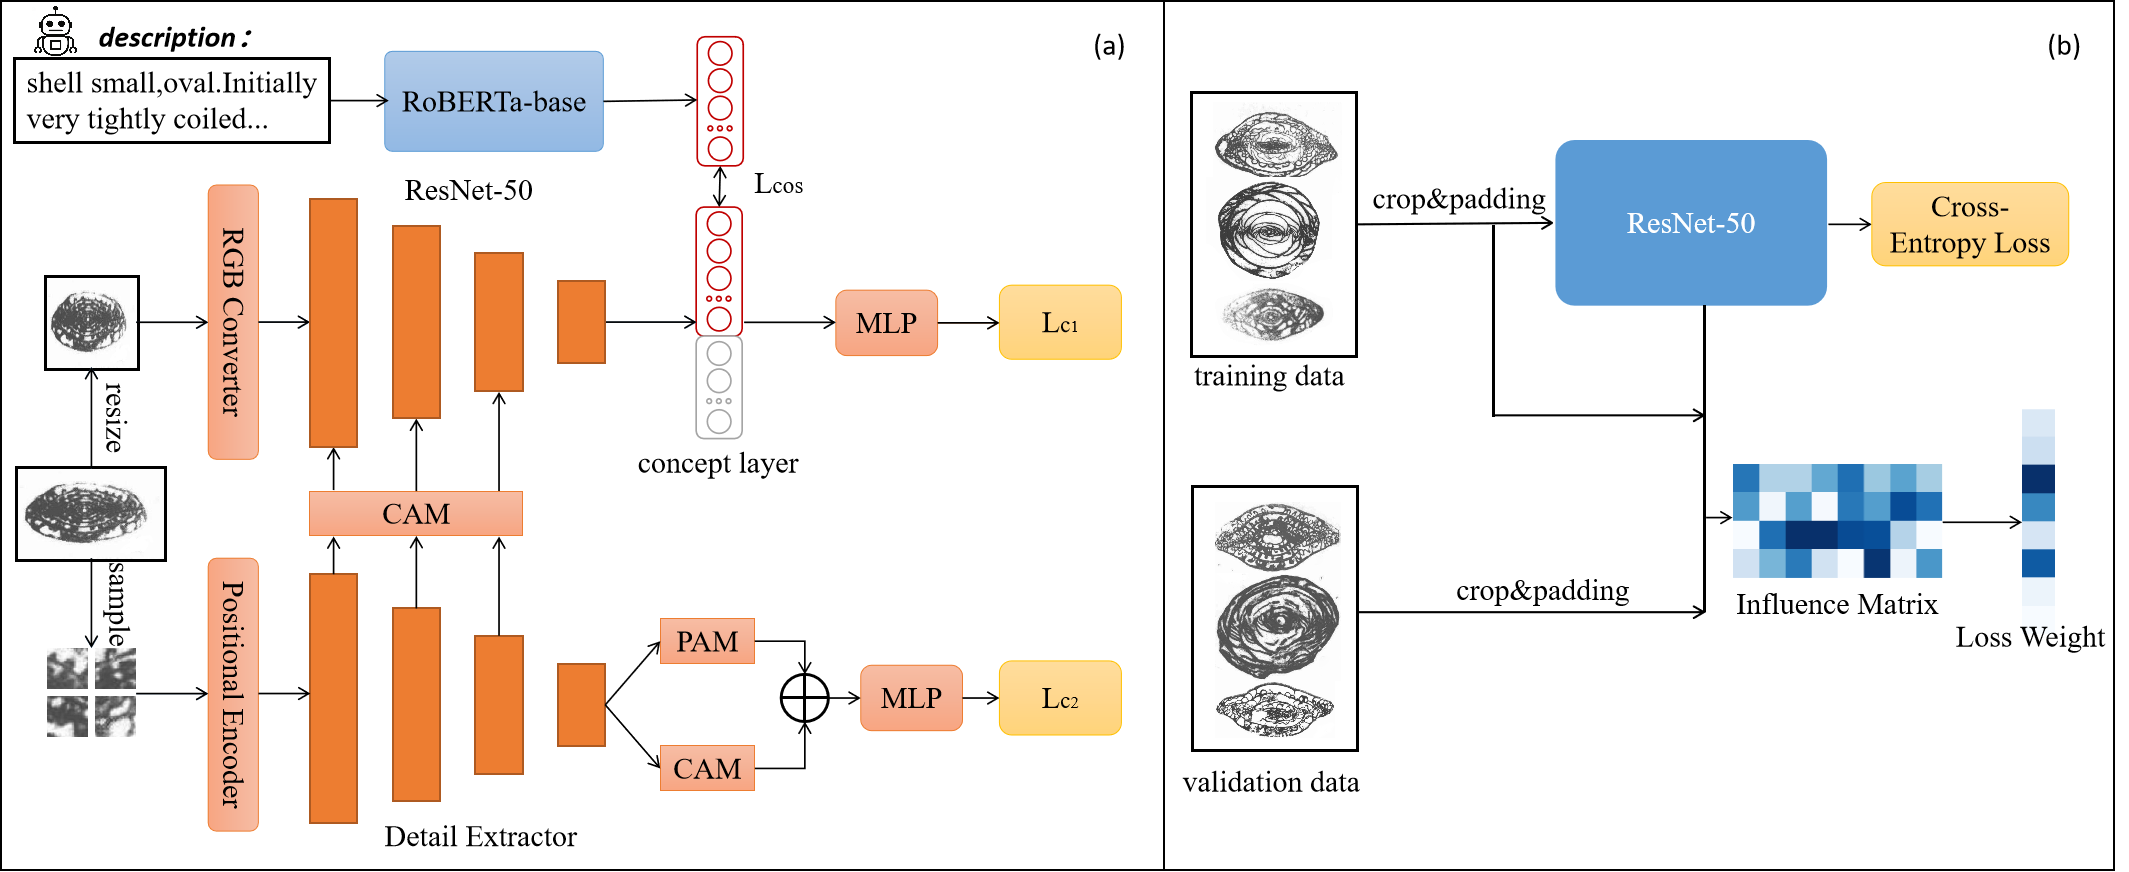 description：
shell small,oval.Initially
very tightly coiled...
RoBERTa-base
ResNet-50
Lcos
RGB Converter
resize
MLP
Lc1
concept layer
CAM
sample
Positional Encoder
PAM
CAM
MLP
Lc2
Detail Extractor
(a)
(b)
crop&padding
ResNet-50
Cross-
Entropy Loss
training data
crop&padding
Influence Matrix
Loss Weight
validation data